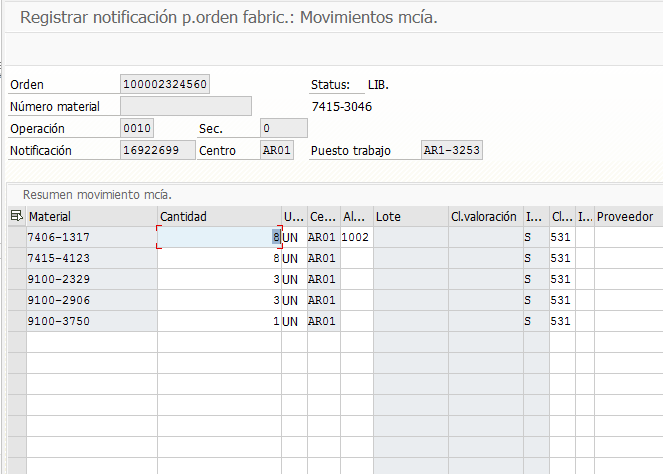 Registrar notificación p.orden fabric.: Movimientos mcía.
Orden 100002324560 Status: LIB.
Número material 7415-3046
Operación 0010 Sec. 0
Notificación 16922699 Centro AR01 Puesto trabajo AR1-3253
Resumen movimiento mcía.
Material Cantidad U... Ce... Al... Lote Cl.valoración I... Cl... I... Proveedor
7406-1317 8 UN AR01 1002 S 531
7415-4123 8 UN AR01 S 531
9100-2329 3 UN AR01 S 531
9100-2906 3 UN AR01 S 531
9100-3750 1 UN AR01 S 531